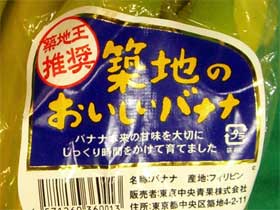 築地王
推奨
築地の
おいしいバナナ
バナナ本来の甘味を大切に
じっくり時間をかけて育てました
プラ
名称:バナナ 産地:フィリピン
販売者:東京中央青果株式会社
東京都中央区築地4-2-11